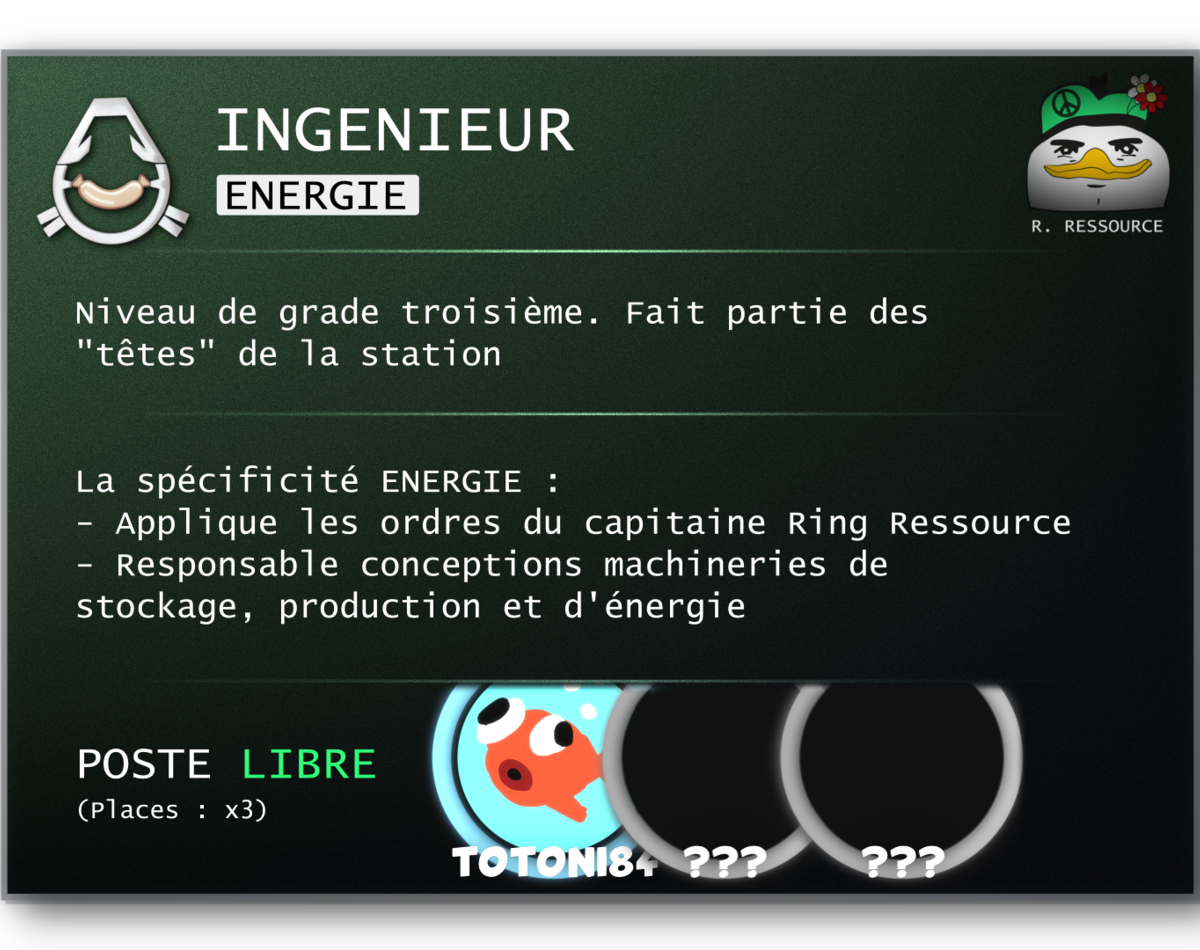 INGENIEUR
ENERGIE
R. RESSOURCE
Niveau de grade troisième. Fait partie des
"têtes" de la station
La spécificité ENERGIE :
- Applique les ordres du capitaine Ring Ressource
- Responsable conceptions machineries de
stockage, production et d'énergie
POSTE LIBRE
(Places : x3)
TOTONI84 ??? ???